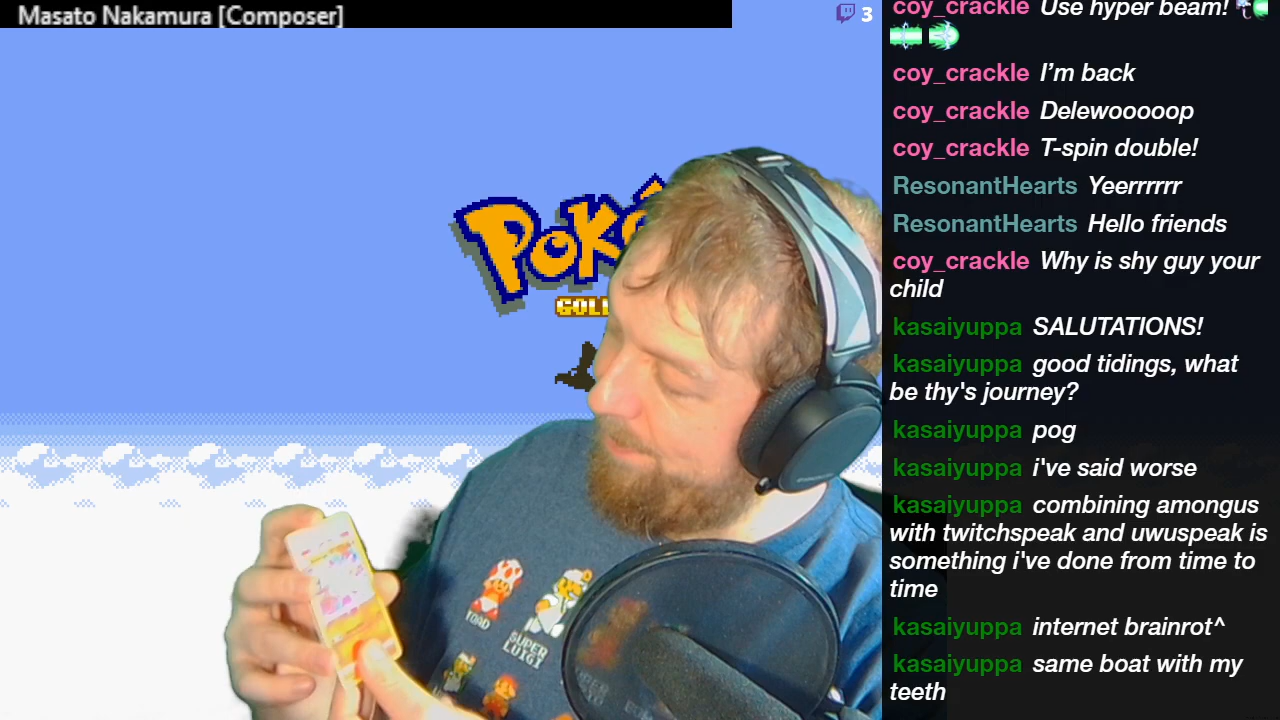 Masato Nakamura [Composer]
3
coy_crackle Use hyper beam!
coy_crackle I’m back
coy_crackle Delewooooop
coy_crackle T-spin double!
ResonantHearts Yeerrrrrr
ResonantHearts Hello friends
coy_crackle Why is shy guy your
child
kasaiyuppa SALUTATIONS!
kasaiyuppa good tidings, what
be thy's journey?
kasaiyuppa pog
kasaiyuppa i've said worse
kasaiyuppa combining amongus
with twitchspeak and uwuspeak is
something i've done from time to
time
kasaiyuppa internet brainrot^
kasaiyuppa same boat with my
teeth
Poké
GOL
TOAD
SUPER
LUIGI